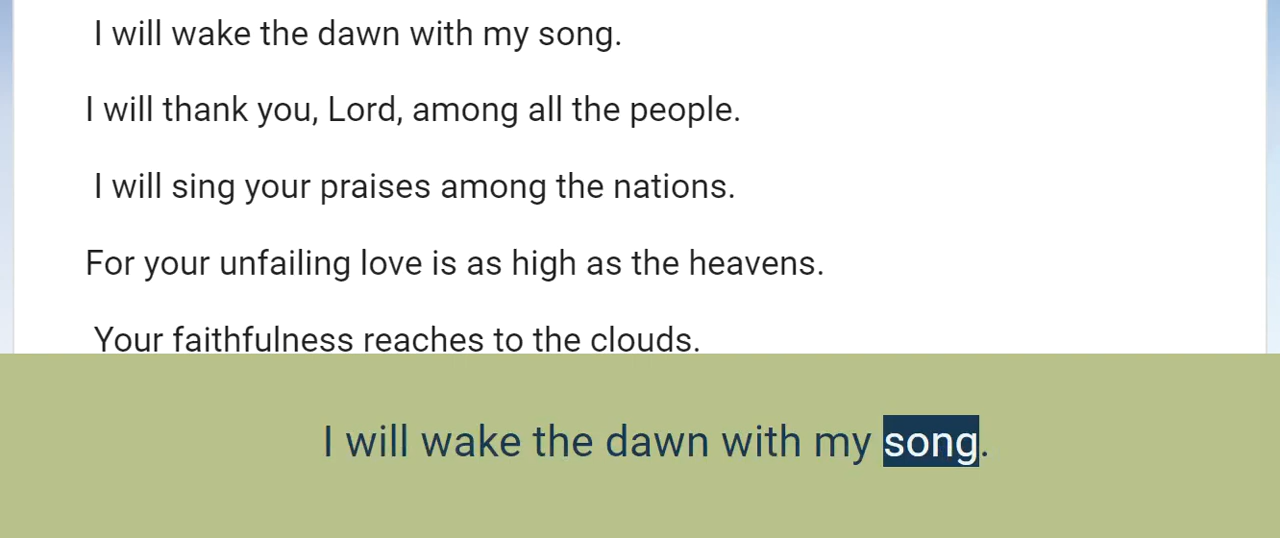 I will wake the dawn with my song.
I will thank you, Lord, among all the people.
I will sing your praises among the nations.
For your unfailing love is as high as the heavens.
Your faithfulness reaches to the clouds.
I will wake the dawn with my song.